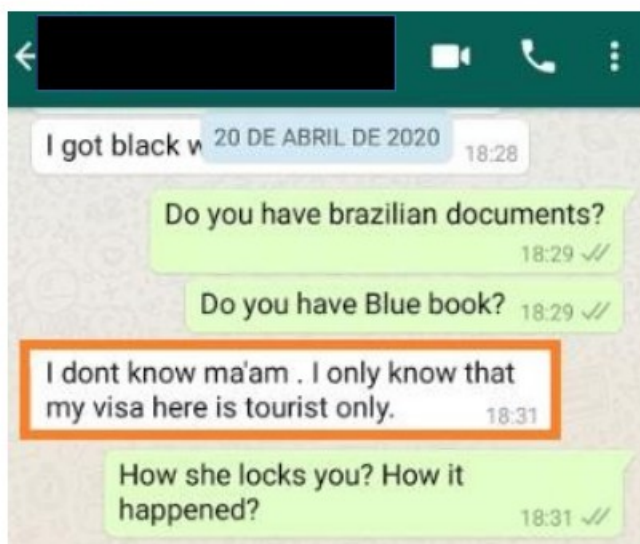 I got black
20 DE ABRIL DE 2020
18:28
Do you have brazilian documents?
18:29
Do you have Blue book? 18:29
I dont know ma'am . I only know that
my visa here is tourist only. 18:31
How she locks you? How it
happened? 18:31